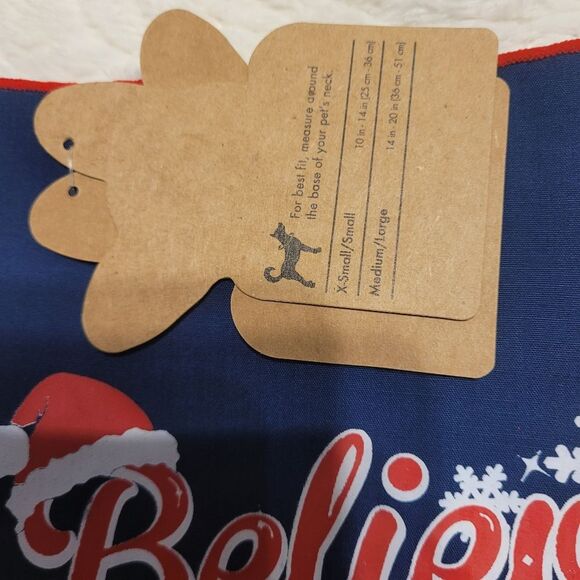 For best fit, measure around
the base of your pet's neck.
X-Small/Small 10 in - 14 in (25 cm - 36 cm)
Medium/Large 14 in - 20 in (36 cm - 51 cm)
Believe